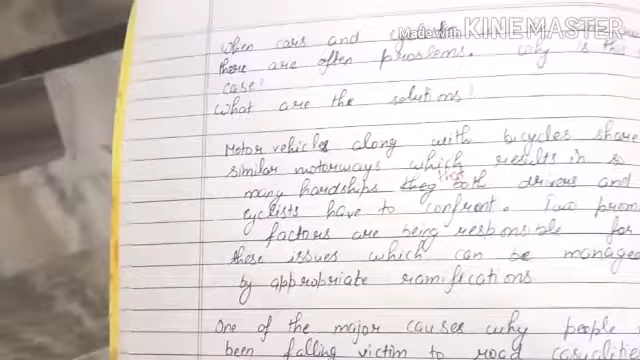 Made with KINEMASTER
When cars and
there are often problems. Why is this
case?
What are the solutions?
Motor vehicles along with bicycles share
similar motorways which results in so
many hardships that both drivers and
cyclists have to confront. Two
factors are being responsible for
these issues which can be
by appropriate ramifications
One of the major causes why people
been falling victim to road